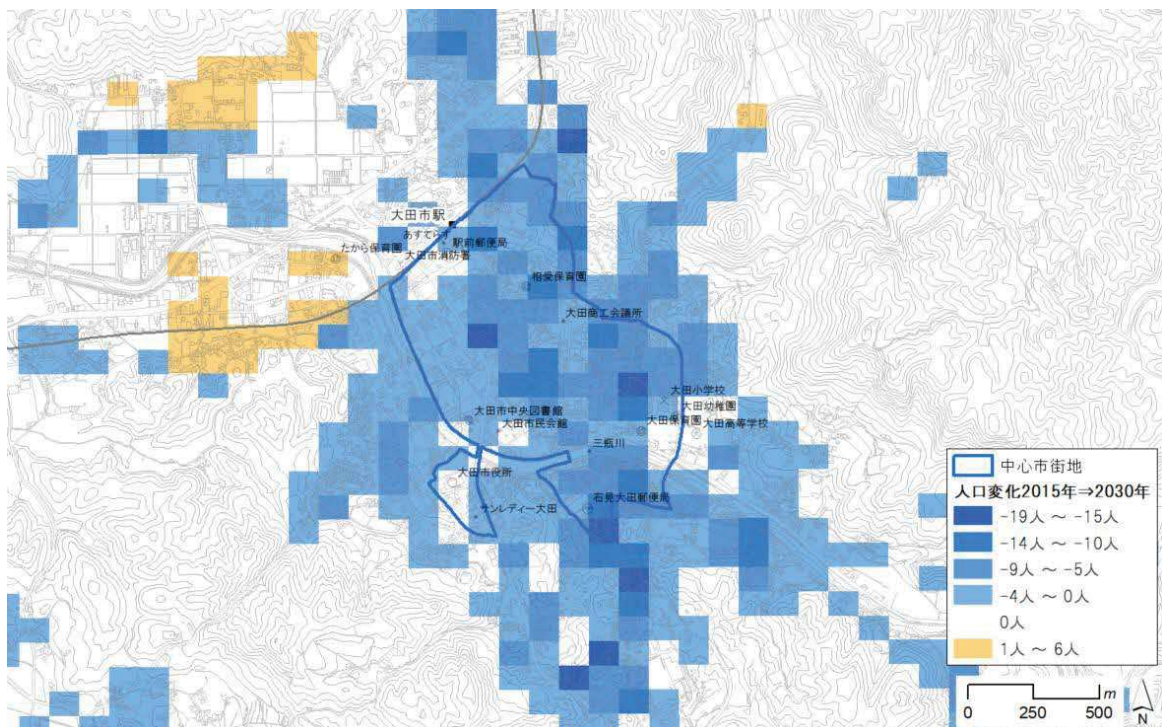 大田市駅
あすてらす
駅前郵便局
たから保育園
大田市消防署
相愛保育園
大田商工会議所
大田小学校
大田幼稚園
大田市中央図書館
大田市民会館
大田保育園
大田高等学校
三瓶川
大田市役所
石見大田郵便局
サンレディー大田
中心市街地
人口変化2015年⇒2030年
-19人 ～ -15人
-14人 ～ -10人
-9人 ～ -5人
-4人 ～ 0人
0人
1人 ～ 6人
m
0 250 500
N